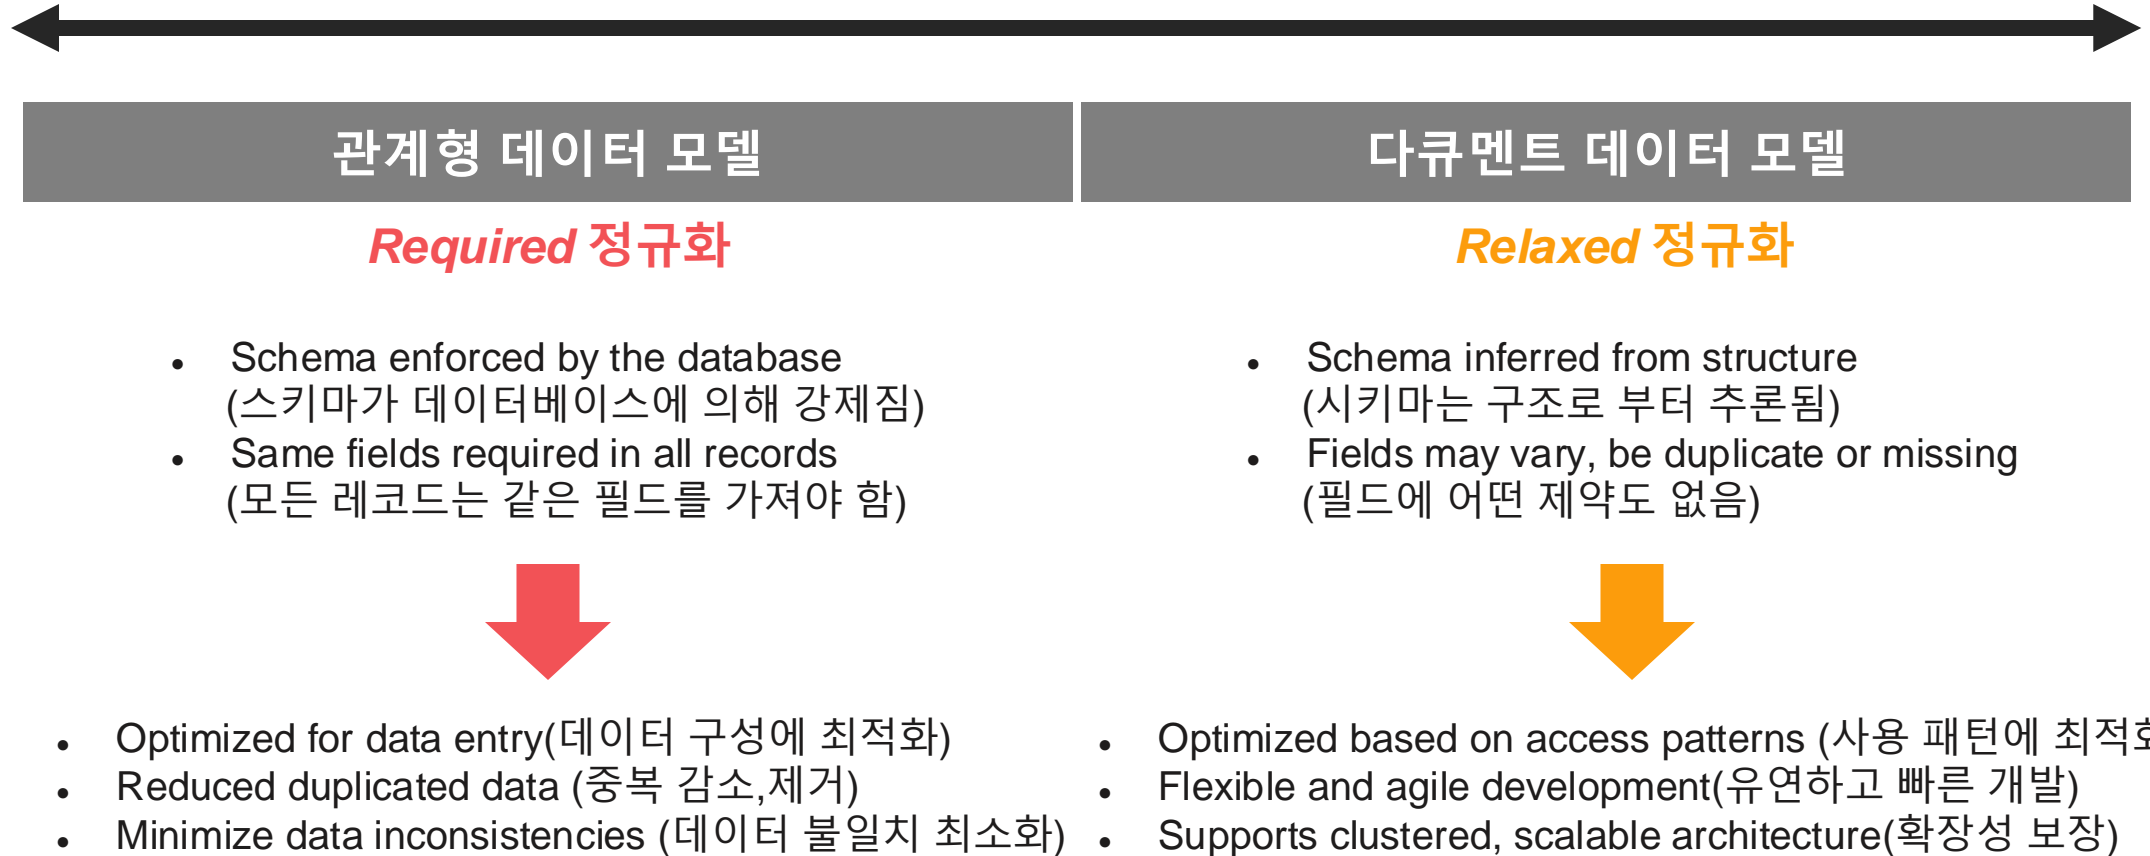 관계형 데이터 모델
Required 정규화
• Schema enforced by the database
(스키마가 데이터베이스에 의해 강제짐)
• Same fields required in all records
(모든 레코드는 같은 필드를 가져야 함)
• Optimized for data entry(데이터 구성에 최적화)
• Reduced duplicated data (중복 감소,제거)
• Minimize data inconsistencies (데이터 불일치 최소화)
다큐멘트 데이터 모델
Relaxed 정규화
• Schema inferred from structure
(시키마는 구조로 부터 추론됨)
• Fields may vary, be duplicate or missing
(필드에 어떤 제약도 없음)
• Optimized based on access patterns (사용 패턴에 최적화
• Flexible and agile development(유연하고 빠른 개발)
• Supports clustered, scalable architecture(확장성 보장)